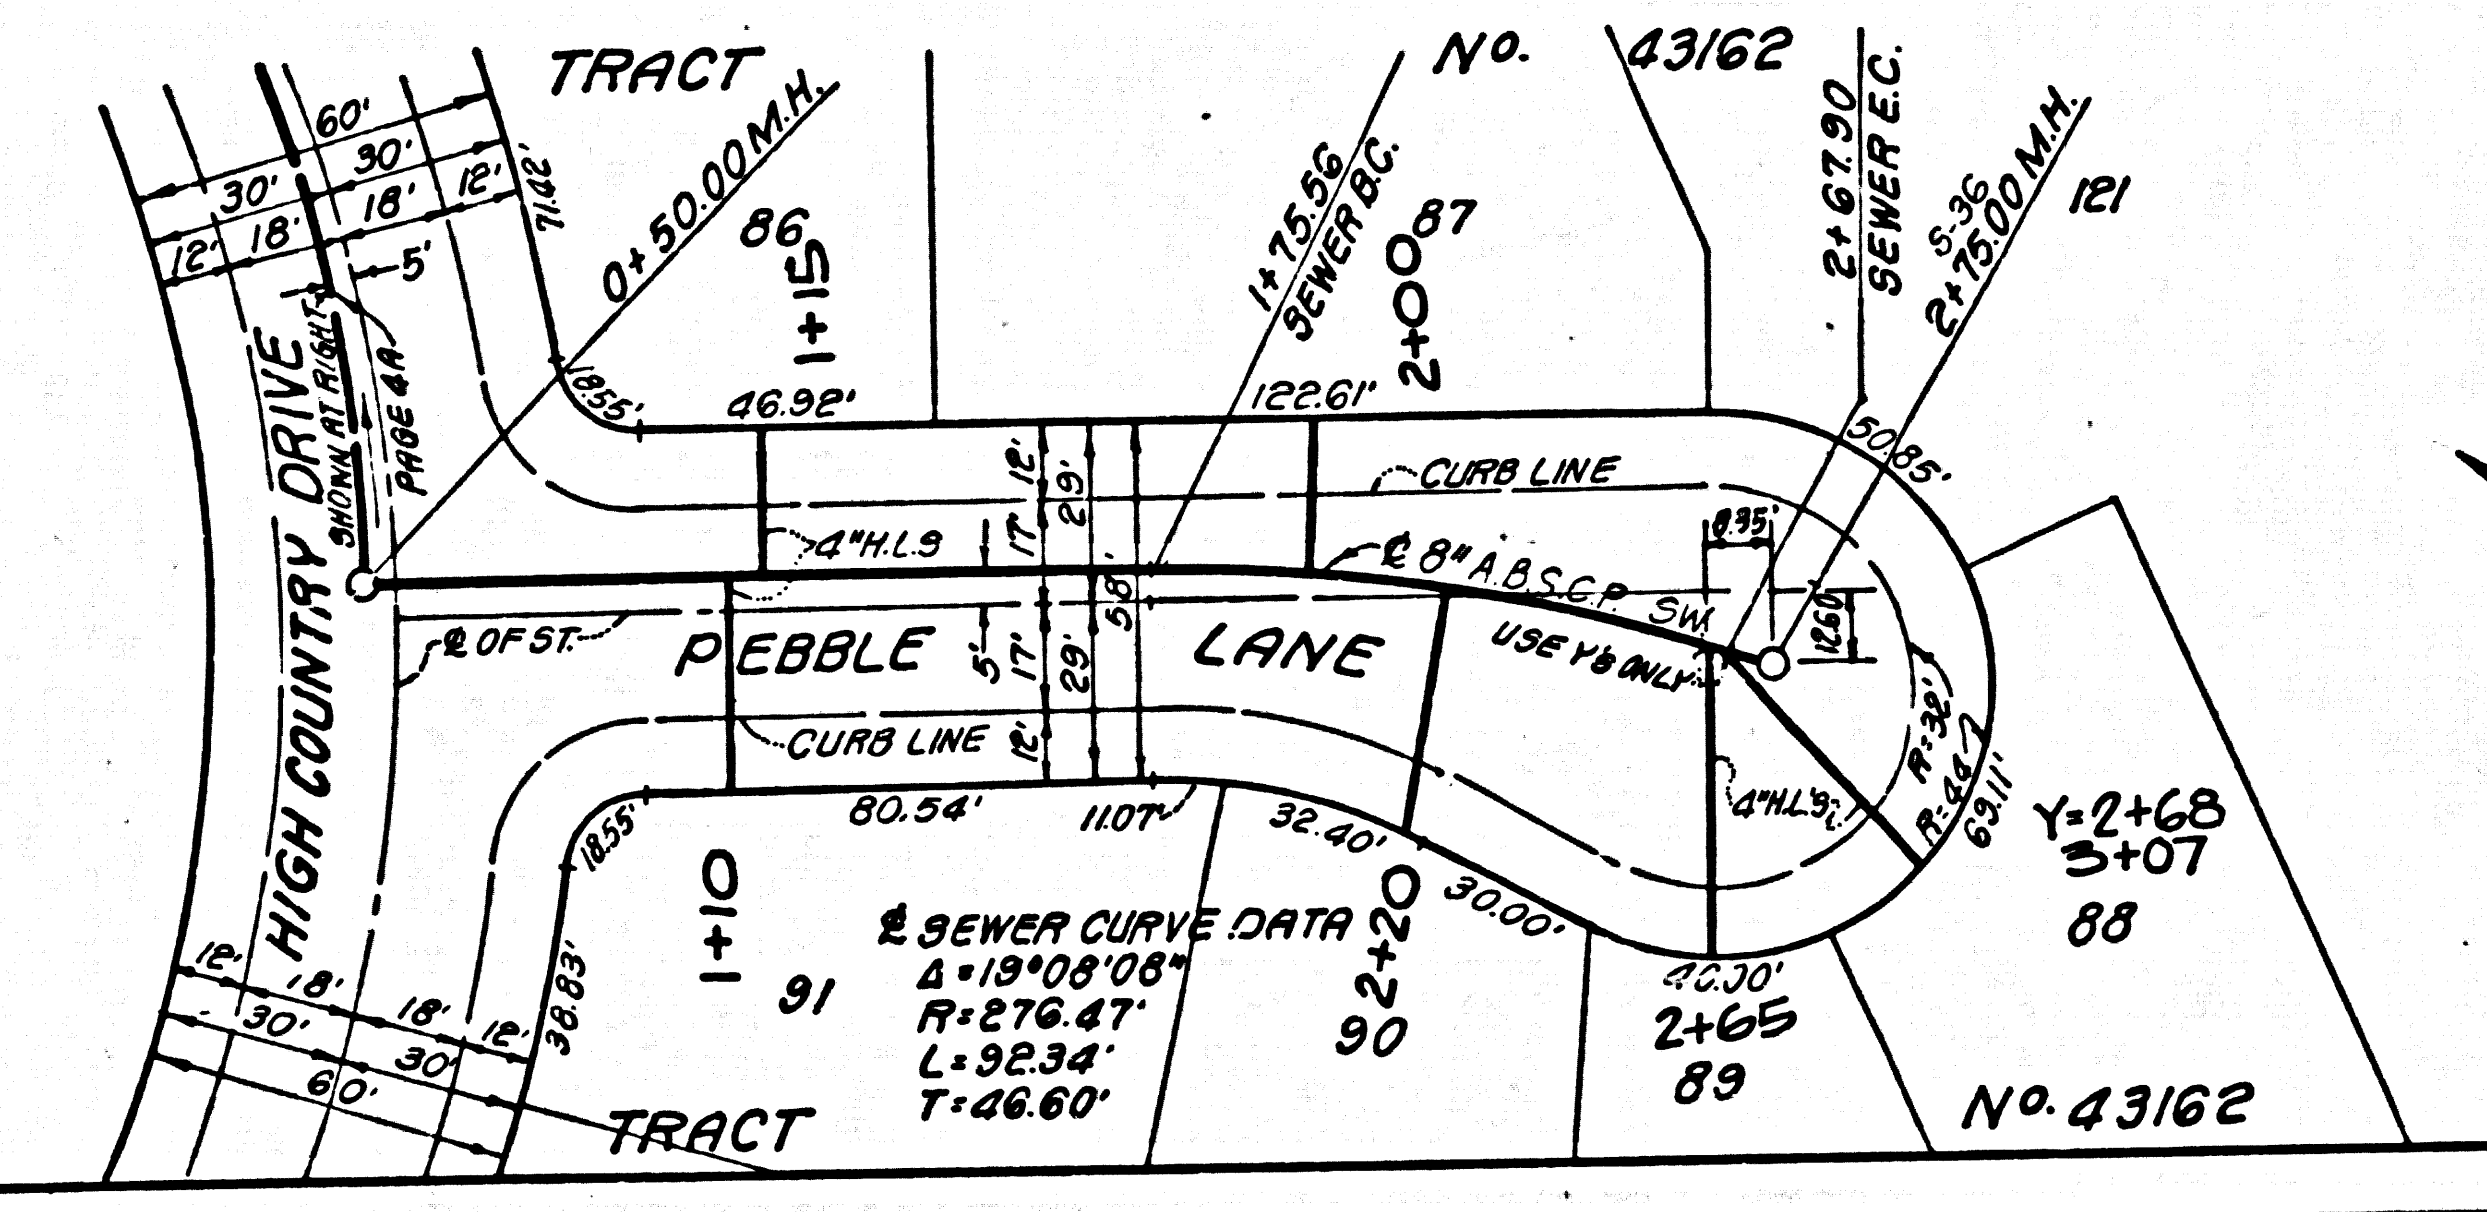 TRACT
No. 43162
60'
30'
30'
18'
12'
12'
18'
5'
71.42'
0+50.00 M.H.
86
1+15
1+75.56
SEWER B.C.
87
2+00
2+67.90
SEWER E.C.
S-36
2+75.00 M.H.
121
HIGH COUNTRY DRIVE
SHOWN AT RIGHT
PAGE 4A
18.55'
46.92'
122.61'
50.85'
12'
29'
17'
CURB LINE
8.35'
4" H.L.S
5'
58'
℄ 8" A.B.S.C.P. SW.
12.60
℄ OF ST.
PEBBLE LANE
17'
29'
12'
USE Y'S ONLY
CURB LINE
R=32'
R=44'
69.11'
4" H.L.'S
18.55'
80.54'
11.07'
32.40'
30.00'
Y=2+68
3+07
88
1+10
91
℄ SEWER CURVE DATA
Δ=19°08'08"
R=276.47'
L=92.34'
T=46.60'
2+20
90
2+65
89
38.83'
12'
18'
18'
12'
30'
30'
60'
TRACT
No. 43162